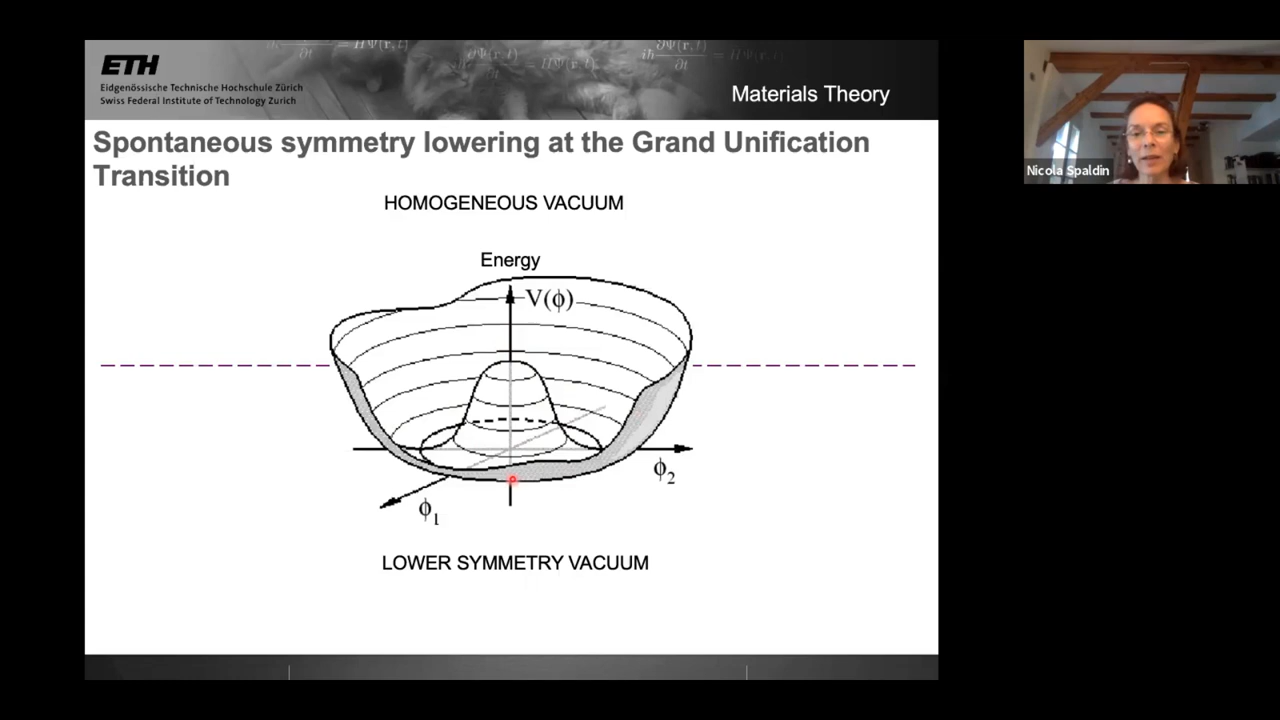 ETH
Eidgenössische Technische Hochschule Zürich
Swiss Federal Institute of Technology Zurich
Materials Theory
Spontaneous symmetry lowering at the Grand Unification
Transition
HOMOGENEOUS VACUUM
Energy
V(ϕ)
ϕ2
ϕ1
LOWER SYMMETRY VACUUM
Nicola Spaldin